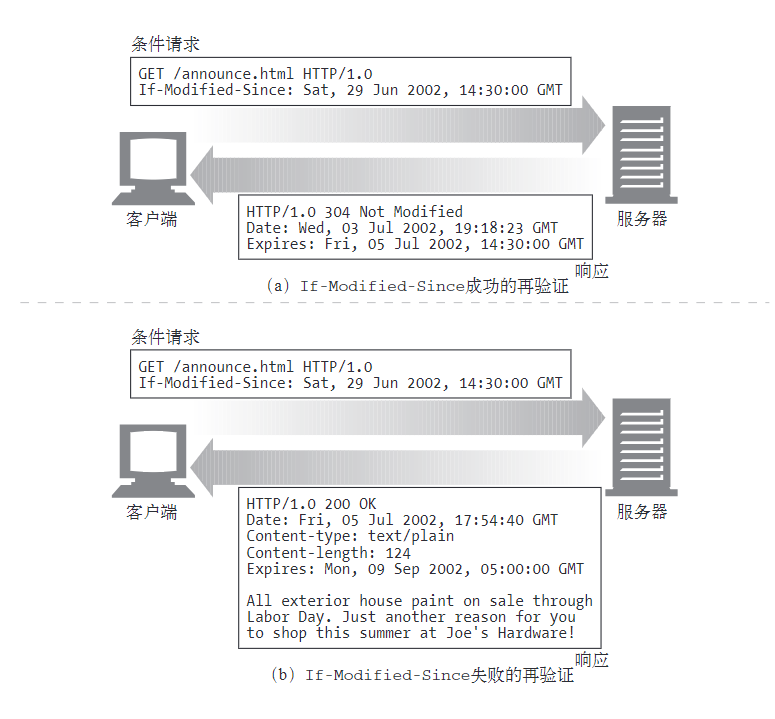 条件请求
GET /announce.html HTTP/1.0
If-Modified-Since: Sat, 29 Jun 2002, 14:30:00 GMT
客户端
服务器
HTTP/1.0 304 Not Modified
Date: Wed, 03 Jul 2002, 19:18:23 GMT
Expires: Fri, 05 Jul 2002, 14:30:00 GMT
响应
（a）If-Modified-Since成功的再验证
条件请求
GET /announce.html HTTP/1.0
If-Modified-Since: Sat, 29 Jun 2002, 14:30:00 GMT
客户端
服务器
HTTP/1.0 200 OK
Date: Fri, 05 Jul 2002, 17:54:40 GMT
Content-type: text/plain
Content-length: 124
Expires: Mon, 09 Sep 2002, 05:00:00 GMT
All exterior house paint on sale through
Labor Day. Just another reason for you
to shop this summer at Joe's Hardware!
响应
（b）If-Modified-Since失败的再验证